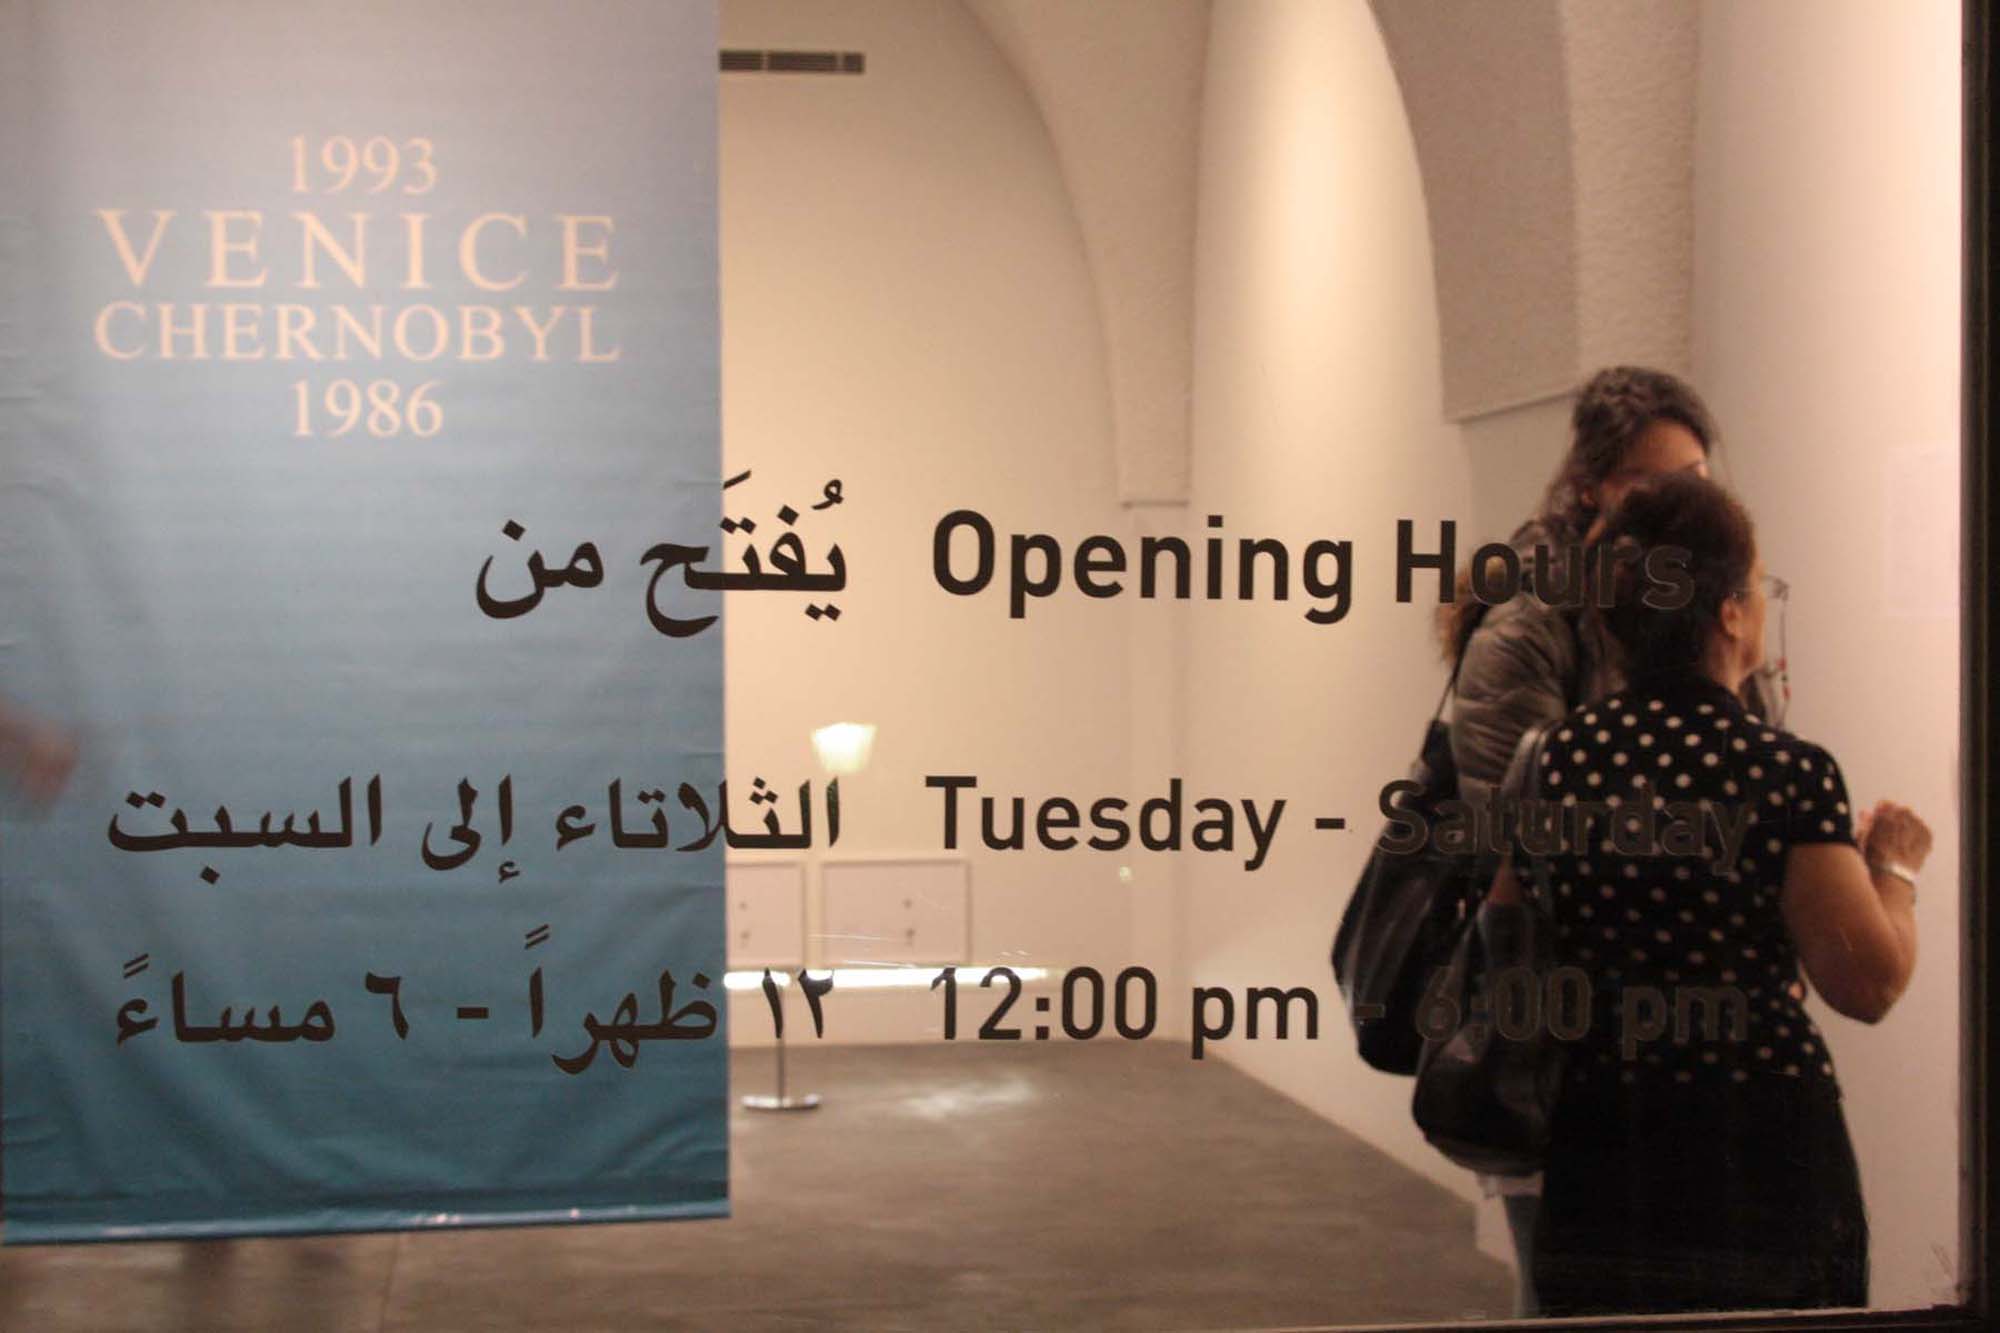 1993
VENICE
CHERNOBYL
1986
يُفتَح من
Opening Hours
الثلاتاء إلى السبت
Tuesday - Saturday
١٢ ظهراً - ٦ مساءً
12:00 pm - 6:00 pm